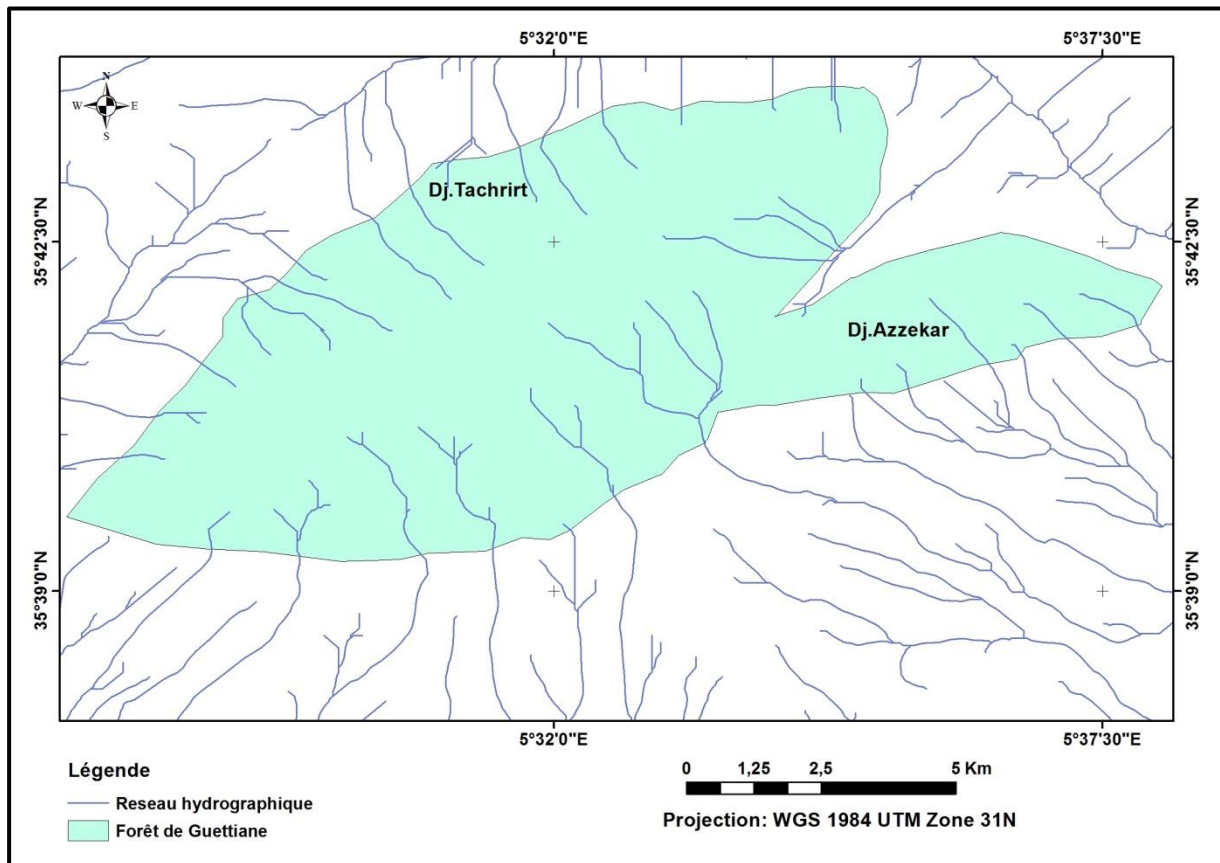 5°32'0"E
5°37'30"E
N
W
E
S
35°42'30"N
35°42'30"N
Dj.Tachrirt
Dj.Azzekar
35°39'0"N
35°39'0"N
5°32'0"E
5°37'30"E
Légende
Reseau hydrographique
Forêt de Guettiane
0 1,25 2,5 5 Km
Projection: WGS 1984 UTM Zone 31N